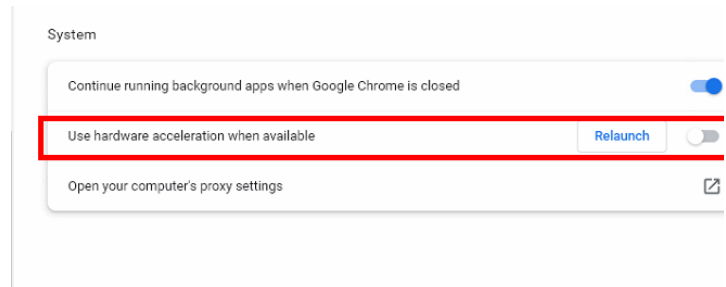 System
Continue running background apps when Google Chrome is closed
Use hardware acceleration when available Relaunch
Open your computer's proxy settings